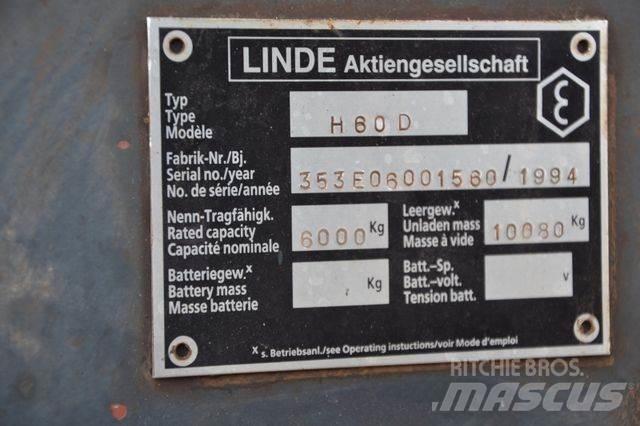 LINDE Aktiengesellschaft
Typ
Type
Modèle
H60D
Fabrik-Nr./Bj.
Serial no./year
No. de série/année
353E06001560/1994
Nenn-Tragfähigk.
Rated capacity
Capacité nominale
6000 Kg
Leergew.x
Unladen mass
Masse à vide
10080 Kg
Batteriegew.x
Battery mass
Masse batterie
Kg
Batt.-Sp.
Batt.-volt.
Tension batt.
V
x s. Betriebsanl./see Operating instuctions/voir Mode d'emploi
RITCHIE BROS.
MASCUS